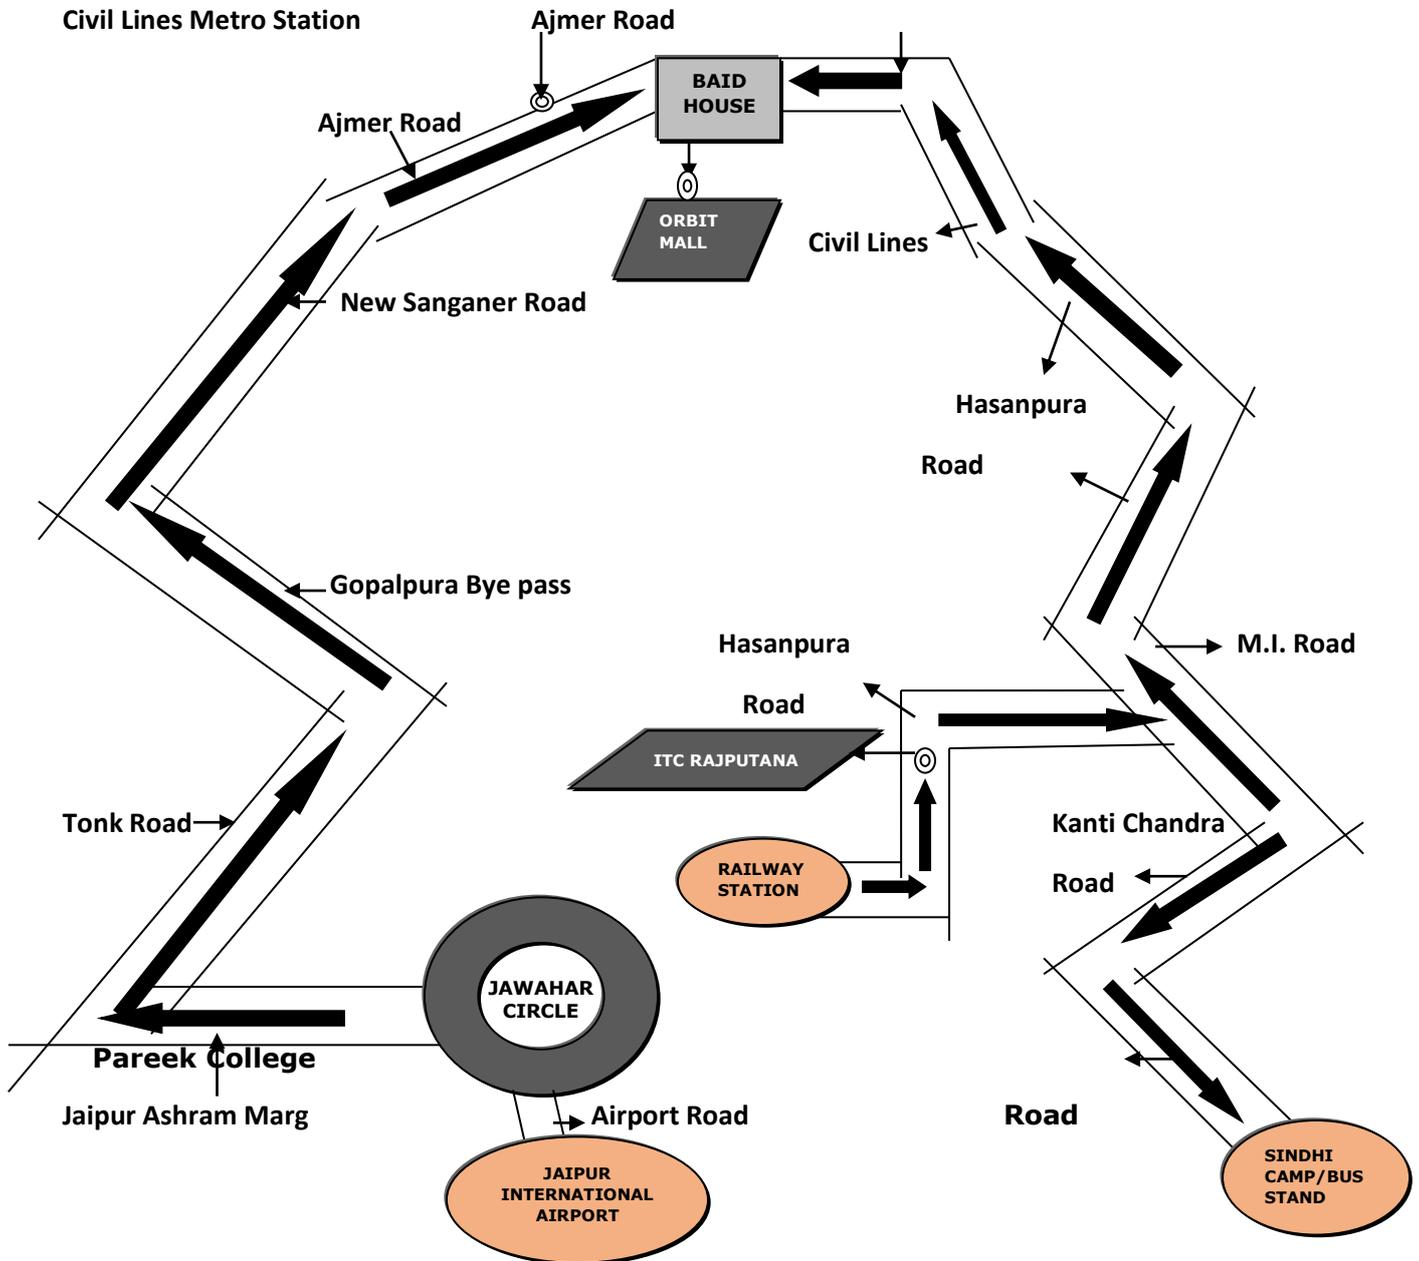 Civil Lines Metro Station
Ajmer Road
BAID
HOUSE
Ajmer Road
ORBIT
MALL
Civil Lines
New Sanganer Road
Hasanpura
Road
Gopalpura Bye pass
Hasanpura
Road
M.I. Road
ITC RAJPUTANA
Tonk Road
Kanti Chandra
Road
RAILWAY
STATION
JAWAHAR
CIRCLE
Pareek College
Jaipur Ashram Marg
Airport Road
Road
JAIPUR
INTERNATIONAL
AIRPORT
SINDHI
CAMP/BUS
STAND